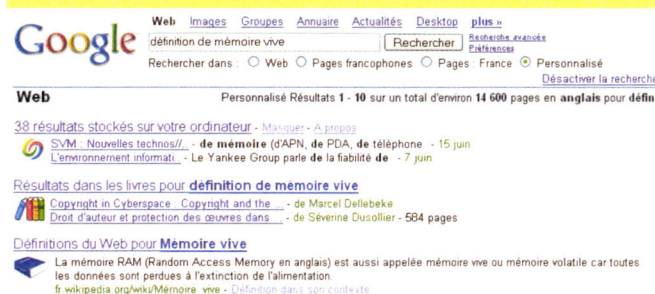 Web Images Groupes Annuaire Actualités Desktop plus »
Google
définition de mémoire vive Rechercher Recherche avancée
Préférences
Rechercher dans : Web Pages francophones Pages : France Personnalisé
Désactiver la recherche
Web Personnalisé Résultats 1 - 10 sur un total d'environ 14 600 pages en anglais pour défin
38 résultats stockés sur votre ordinateur - Masquer - A propos
SVM : Nouvelles technos//... - de mémoire (d'APN, de PDA, de téléphone - 15 juin
L'environnement informati... - Le Yankee Group parle de la fiabilité de - 7 juin
Résultats dans les livres pour définition de mémoire vive
Copyright in Cyberspace : Copyright and the ... - de Marcel Dellebeke
Droit d'auteur et protection des œuvres dans ... - de Séverine Dusollier - 584 pages
Définitions du Web pour Mémoire vive
La mémoire RAM (Random Access Memory en anglais) est aussi appelée mémoire vive ou mémoire volatile car toutes
les données sont perdues à l'extinction de l'alimentation.
fr.wikipedia.org/wiki/Mémoire_vive - Définition dans son contexte